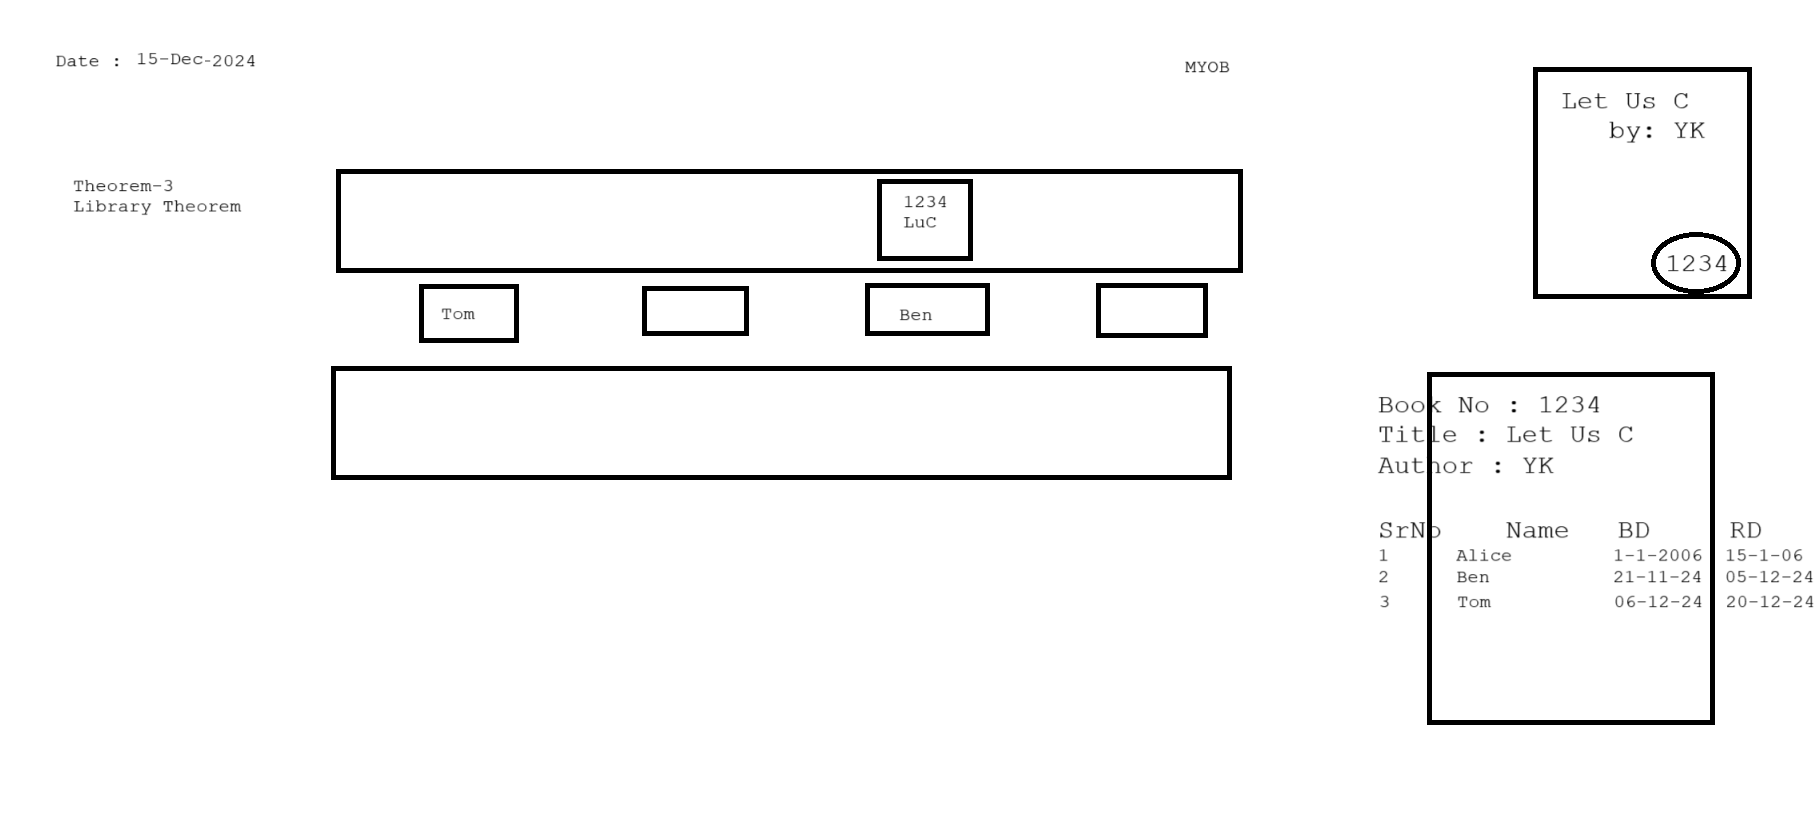 Date : 15-Dec-2024
MYOB
Theorem-3
Library Theorem
1234
LuC
Tom
Ben
Let Us C
by: YK
1234
Book No : 1234
Title : Let Us C
Author : YK
SrNo Name BD RD
1 Alice 1-1-2006 15-1-06
2 Ben 21-11-24 05-12-24
3 Tom 06-12-24 20-12-24